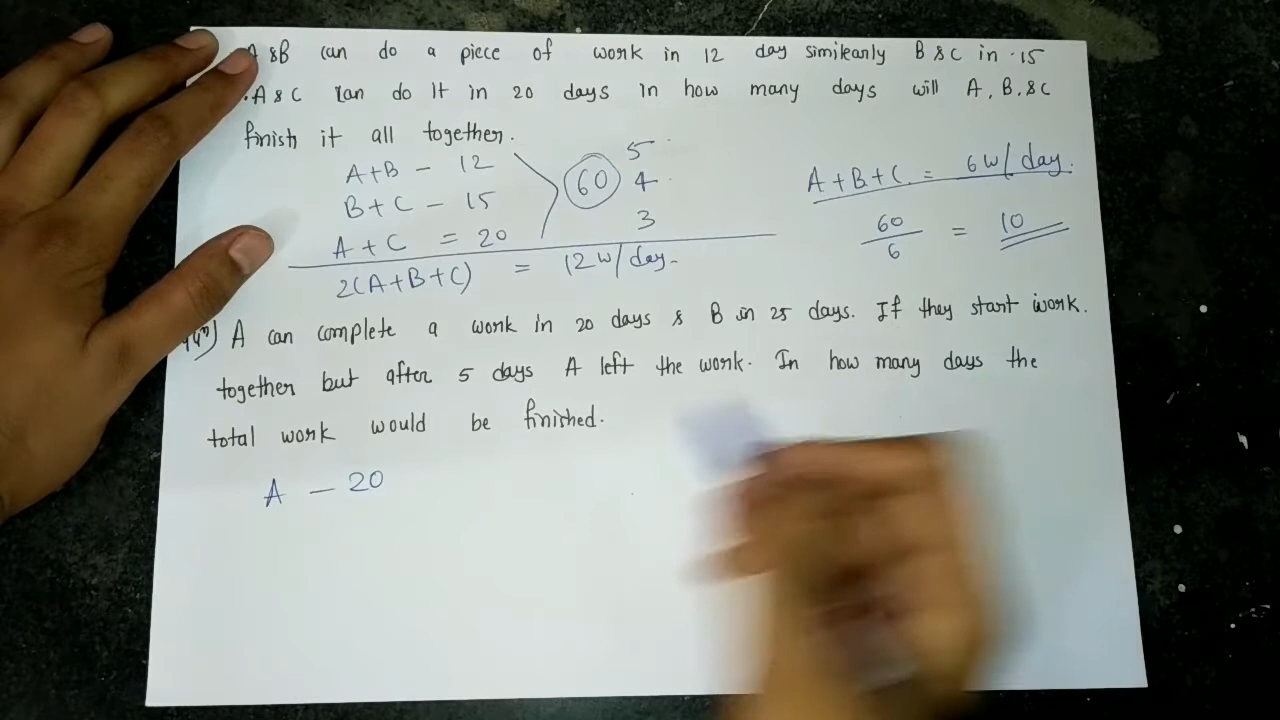 A &B can do a piece of work in 12 day similearly B & C in 15
A & C can do it in 20 days in how many days will A, B. & C
finish it all together.
A+B - 12
B+C - 15
A + C = 20
60
5
4
3
2(A+B+C) = 12 w/day-
A+B+C = 6 w/day.
60/6 = 10
A can complete a work in 20 days & B in 25 days. If they start work.
together but after 5 days A left the work. In how many days the
total work would be finished.
A - 20